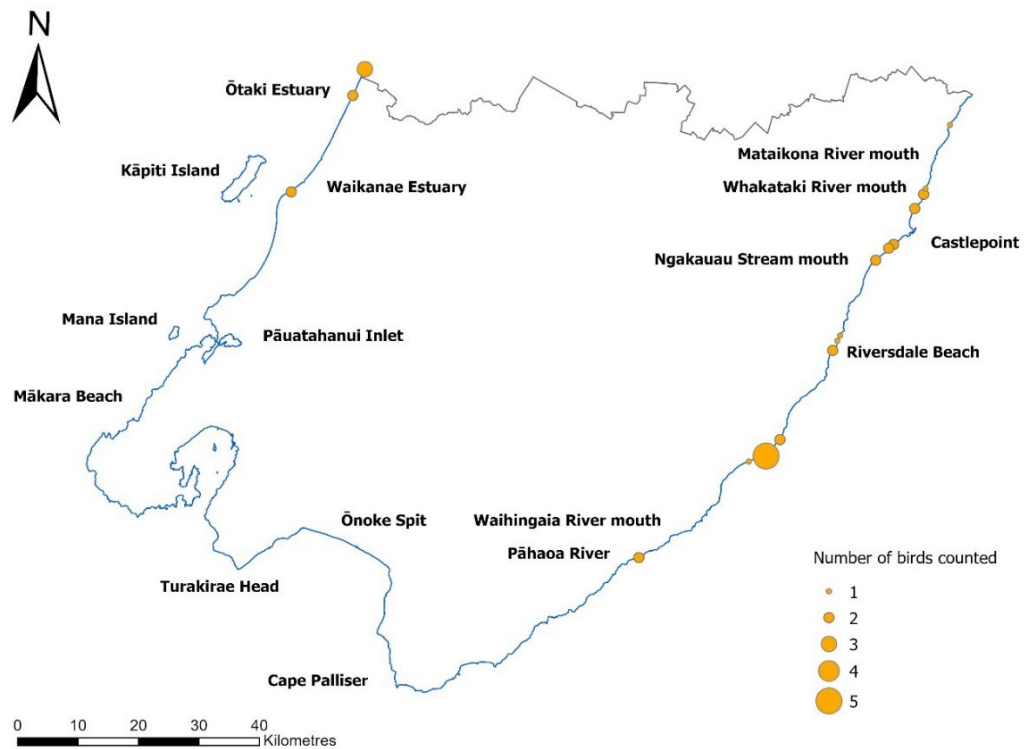 N
Ōtaki Estuary
Kāpiti Island
Waikanae Estuary
Mataikona River mouth
Whakataki River mouth
Castlepoint
Ngakauau Stream mouth
Mana Island
Pāuatahanui Inlet
Riversdale Beach
Mākara Beach
Ōnoke Spit
Waihingaia River mouth
Pāhaoa River
Turakirae Head
Cape Palliser
Number of birds counted
1
2
3
4
5
0 10 20 30 40
Kilometres